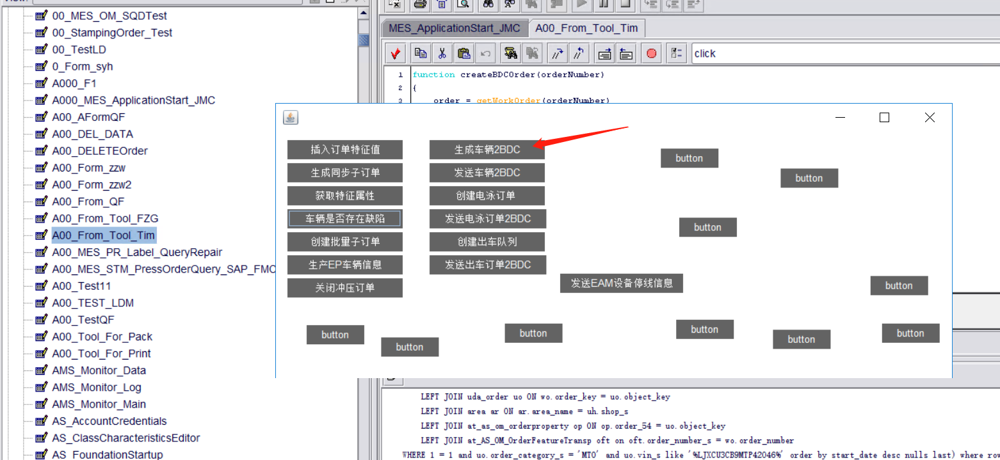 00_MES_OM_SQDTest
00_StampingOrder_Test
00_TestLD
0_Form_syh
A000_F1
A000_MES_ApplicationStart_JMC
A00_AFormQF
A00_DEL_DATA
A00_DELETEOrder
A00_Form_zzw
A00_Form_zzw2
A00_From_QF
A00_From_Tool_FZG
A00_From_Tool_Tim
A00_MES_PR_Label_QueryRepair
A00_MES_STM_PressOrderQuery_SAP_FMC
A00_Test11
A00_TEST_LDM
A00_TestQF
A00_Tool_For_Pack
A00_Tool_For_Print
AMS_Monitor_Data
AMS_Monitor_Log
AMS_Monitor_Main
AS_AccountCredentials
AS_ClassCharacteristicsEditor
AS_FoundationStartup
MES_ApplicationStart_JMC
A00_From_Tool_Tim
click
1 function createBDCOrder(orderNumber)
2 {
3 order = getWorkOrder(orderNumber)
插入订单特征值
生成同步子订单
获取特征属性
车辆是否存在缺陷
创建批量子订单
生产EP车辆信息
关闭冲压订单
生成车辆2BDC
发送车辆2BDC
创建电泳订单
发送电泳订单2BDC
创建出车队列
发送出车订单2BDC
发送EAM设备停线信息
button
button
button
button
button
button
button
button
button
button
LEFT JOIN uda_order uo ON wo.order_key = uo.object_key
LEFT JOIN area ar ON ar.area_name = uh.shop_s
LEFT JOIN at_as_om_orderproperty op ON op.order_54 = uo.object_key
LEFT JOIN at_AS_OM_OrderFeatureTransp oft on oft.order_number_s = wo.order_number
WHERE 1 = 1 and uo.order_category_s = 'MTO' and uo.vin_s like '%LJXCU3CB9MTP42046%' order by start_date desc nulls last) where row